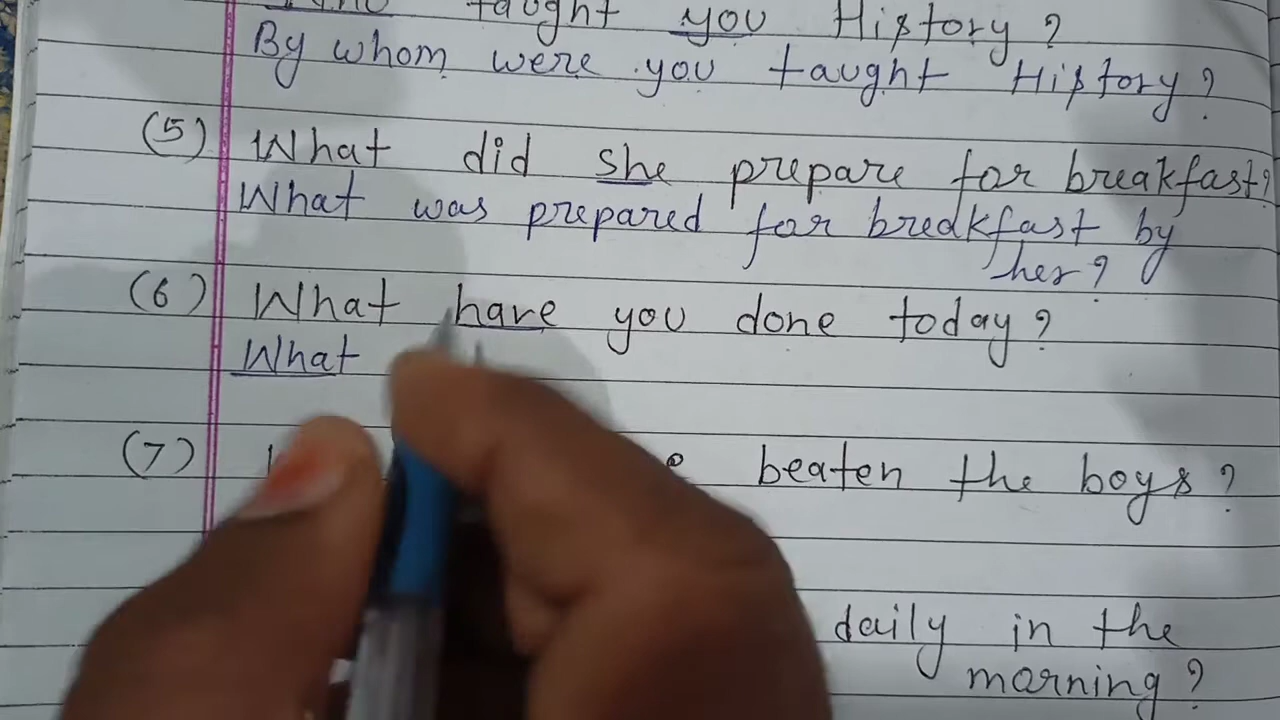 taught you History ?
By whom were you taught History ?
(5) What did she prepare for breakfast?
What was prepared for breakfast by
her ?
(6) What have you done today ?
What
(7) beaten the boys ?
daily in the
morning ?